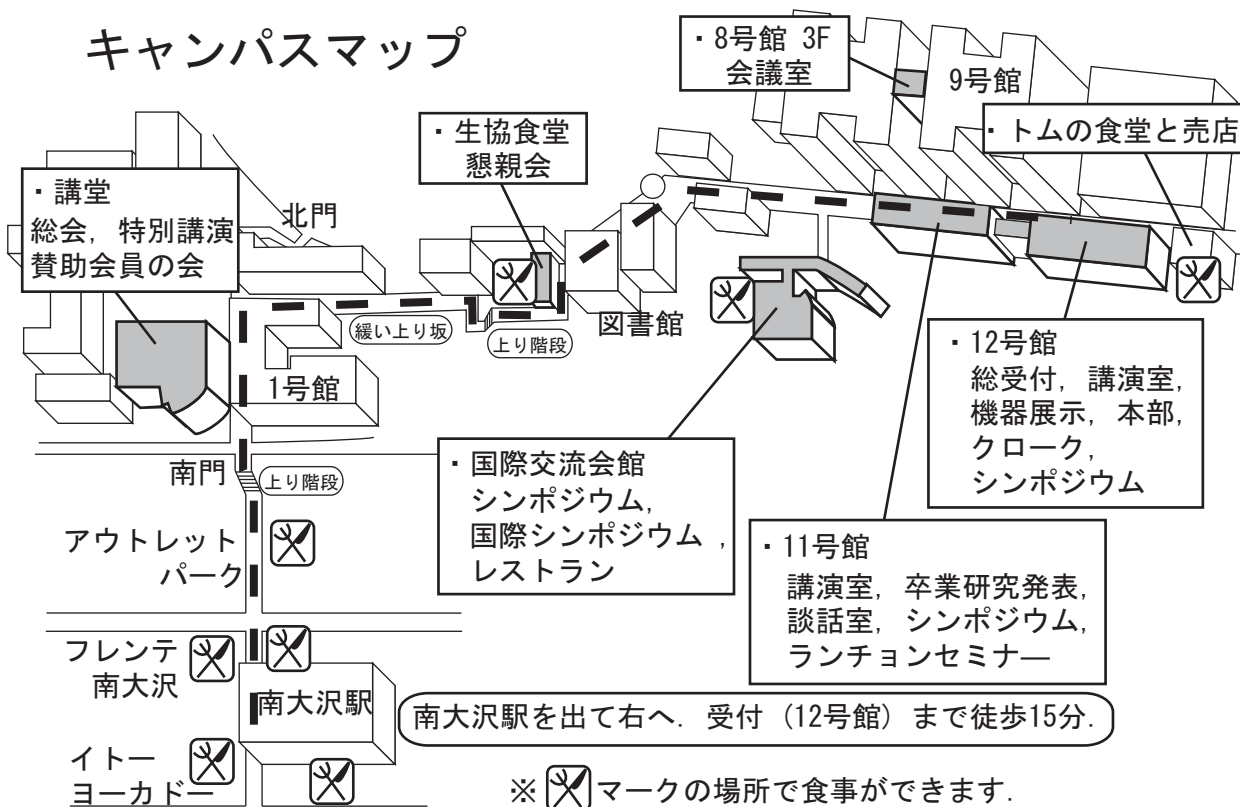 キャンパスマップ
・8号館 3F
会議室
9号館
・トムの食堂と売店
・生協食堂
懇親会
・講堂
総会, 特別講演
賛助会員の会
北門
緩い上り坂
上り階段
図書館
1号館
・12号館
総受付, 講演室,
機器展示, 本部,
クローク,
シンポジウム
・国際交流会館
シンポジウム,
国際シンポジウム,
レストラン
南門
上り階段
・11号館
講演室, 卒業研究発表,
談話室, シンポジウム,
ランチョンセミナー
アウトレット
パーク
フレンテ
南大沢
南大沢駅
南大沢駅を出て右へ. 受付 (12号館) まで徒歩15分.
イトー
ヨーカドー
※マークの場所で食事ができます.